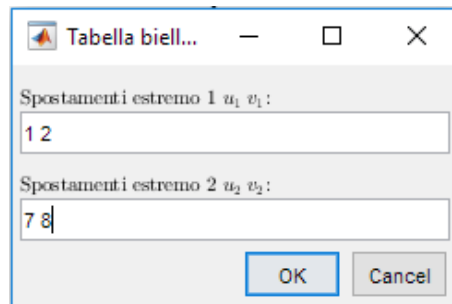 Tabella biell...
Spostamenti estremo 1 u₁ v₁:
1 2
Spostamenti estremo 2 u₂ v₂:
7 8
OK Cancel